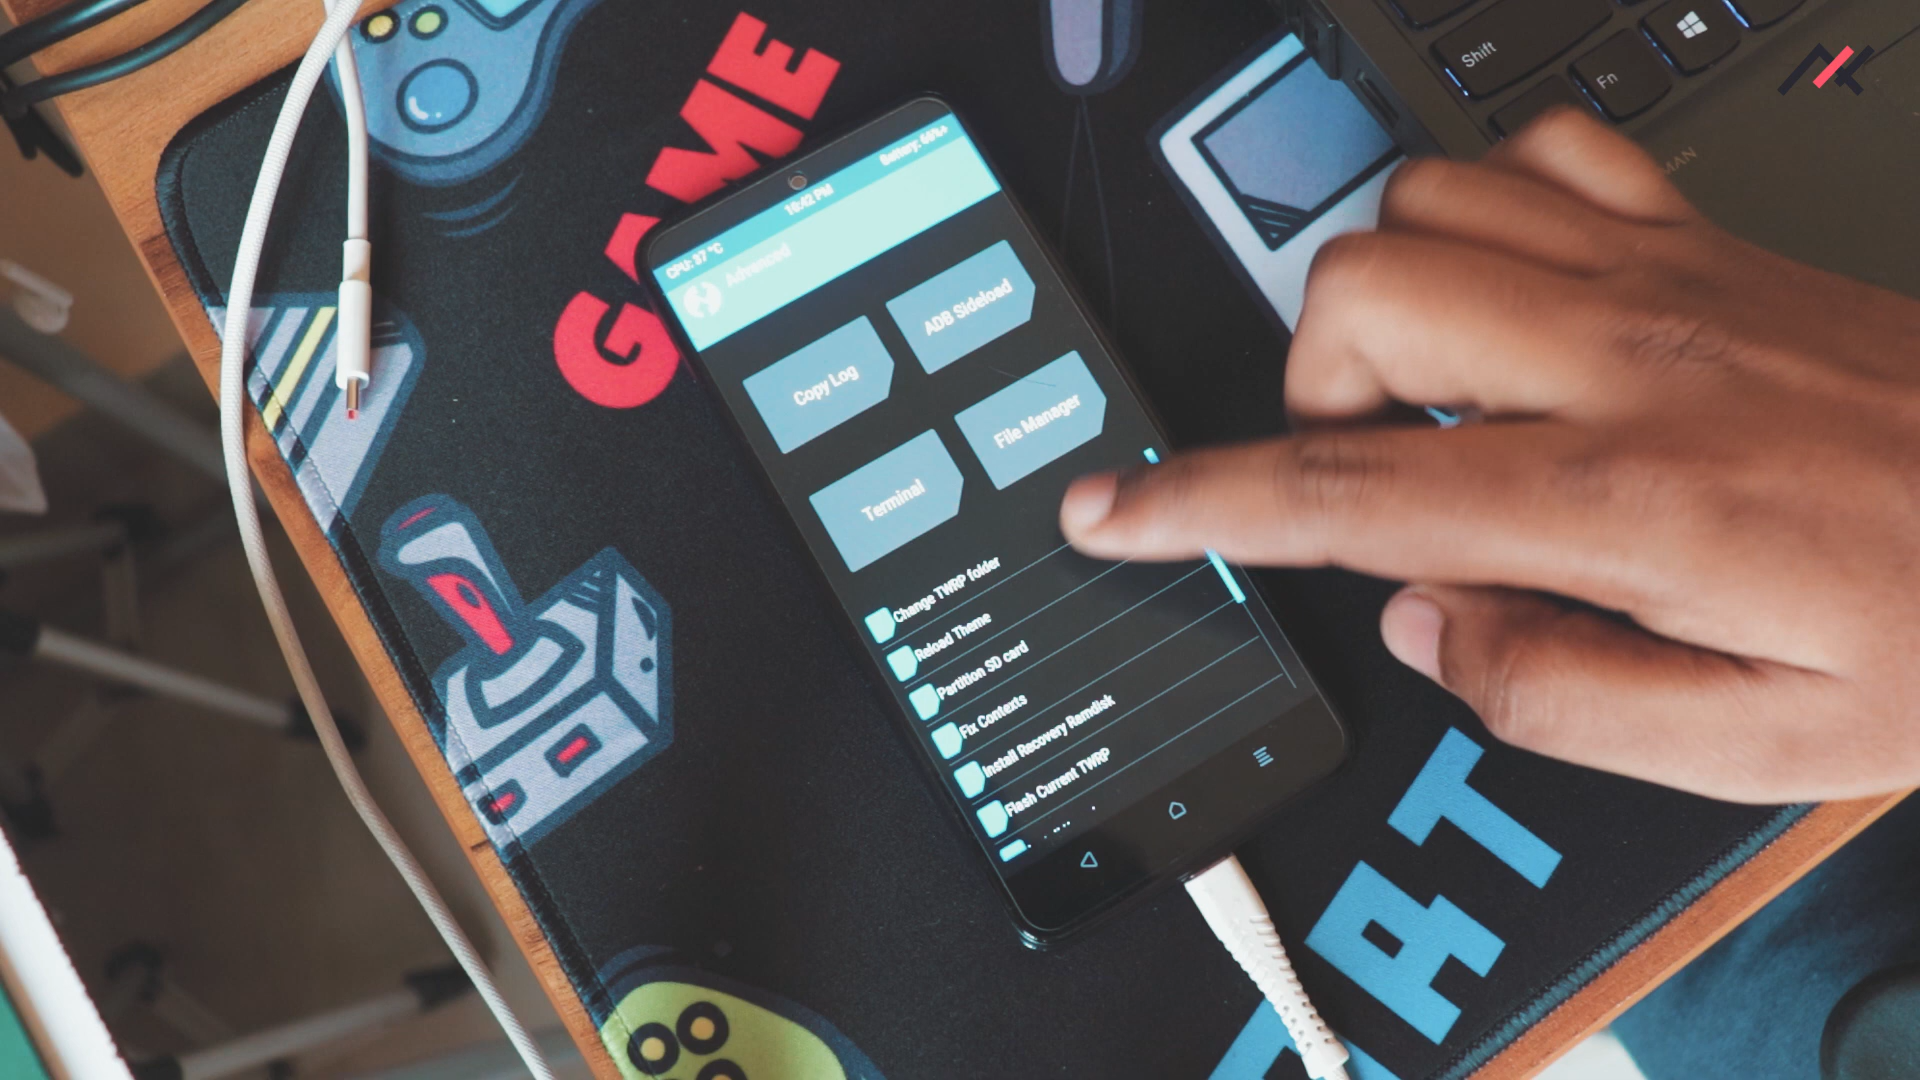 GAME
CPU: 37 °C
10:42 PM
Advanced
Copy Log
ADB Sideload
Terminal
File Manager
Change TWRP folder
Reload Theme
Partition SD card
Fix Contexts
Install Recovery Ramdisk
Flash Current TWRP
Shift
Fn